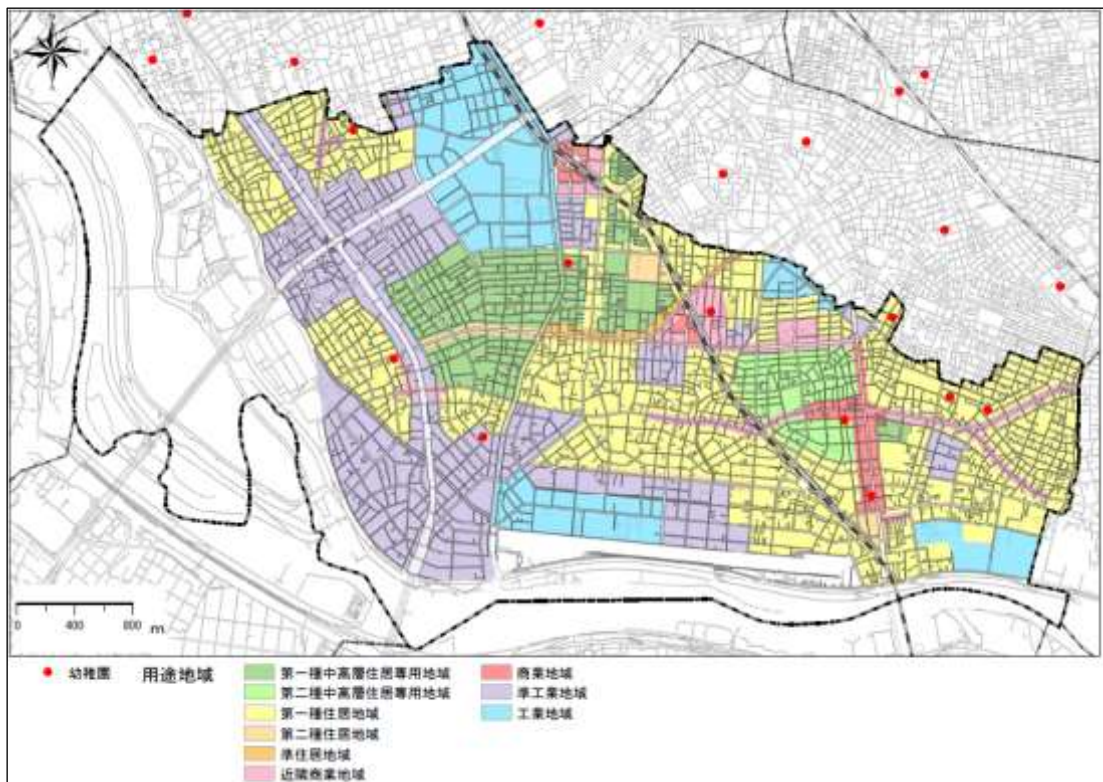 0 400 800 m
幼稚園 用途地域
第一種中高層住居専用地域
第二種中高層住居専用地域
第一種住居地域
第二種住居地域
準住居地域
近隣商業地域
商業地域
準工業地域
工業地域